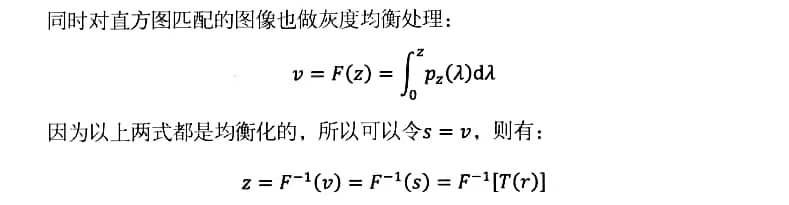 同时对直方图匹配的图像也做灰度均衡处理：
v = F(z) = ∫₀ᶻ p_z(λ)dλ
因为以上两式都是均衡化的，所以可以令s = v，则有：
z = F⁻¹(v) = F⁻¹(s) = F⁻¹[T(r)]